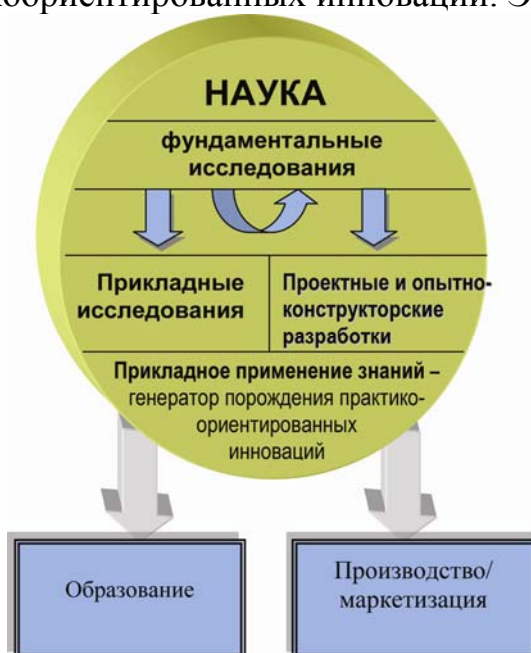 оориентированных инноваций. Э
НАУКА
фундаментальные
исследования
Прикладные
исследования
Проектные и опытно-
конструкторские
разработки
Прикладное применение знаний –
генератор порождения практико-
ориентированных
инноваций
Образование
Производство/
маркетизация